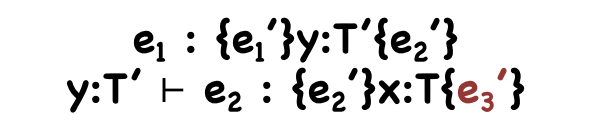 e₁ : {e₁′}y:T′{e₂′}
y:T′ ⊢ e₂ : {e₂′}x:T{e₃′}